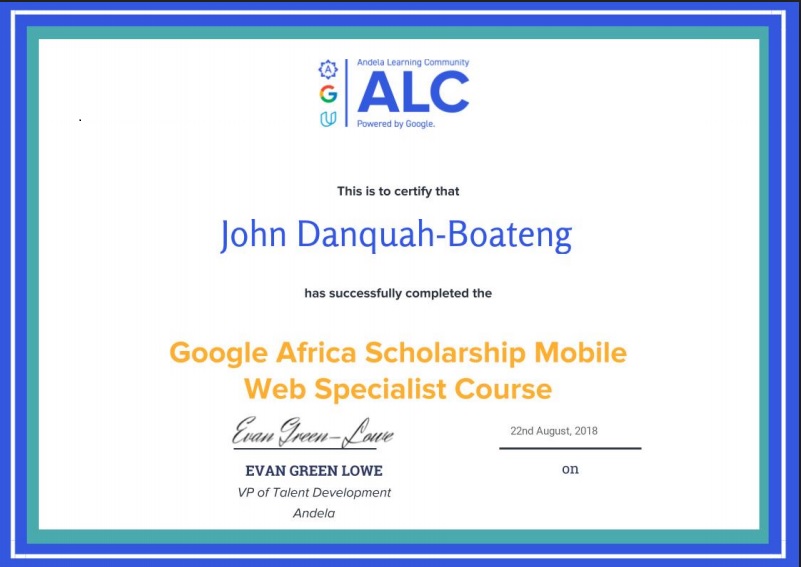 Andela Learning Community
ALC
Powered by Google.
This is to certify that
John Danquah-Boateng
has successfully completed the
Google Africa Scholarship Mobile
Web Specialist Course
Evan Green-Lowe
22nd August, 2018
EVAN GREEN LOWE
on
VP of Talent Development
Andela